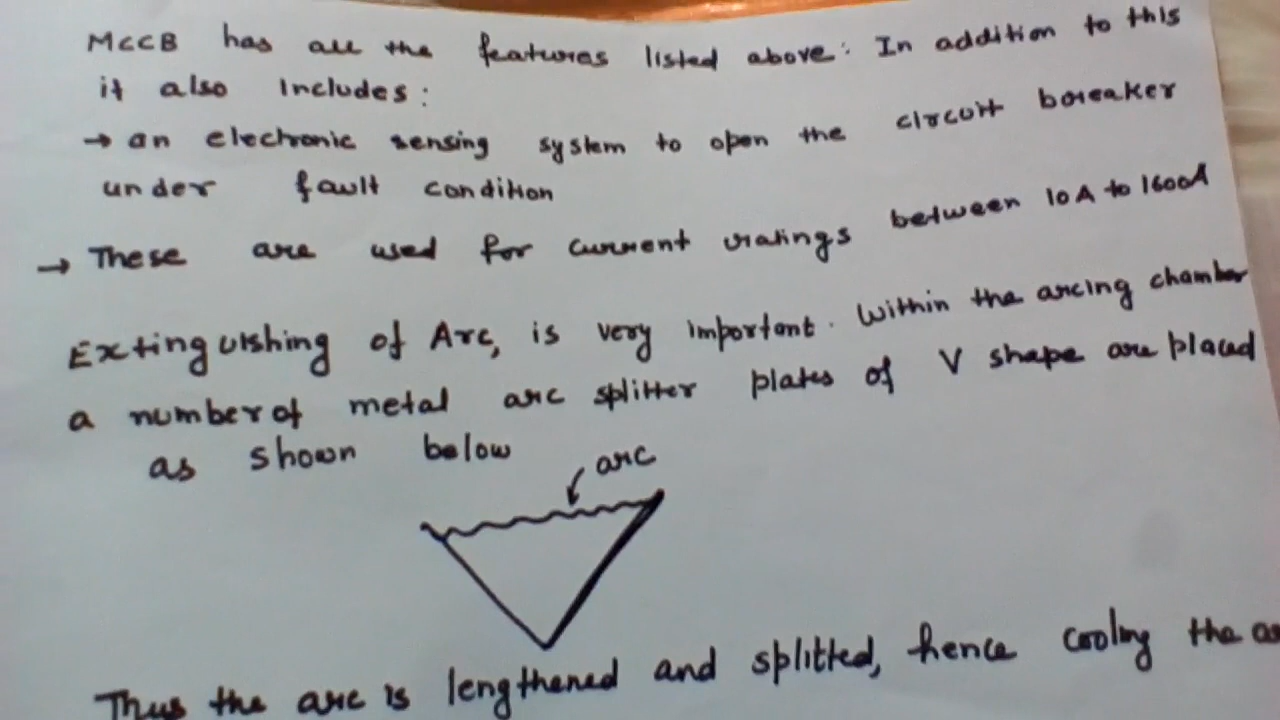 MCCB has all the features listed above. In addition to this
it also Includes:
→ an electronic sensing system to open the circuit breaker
under fault condition
→ These are used for current ratings between 10A to 1600A
Extinguishing of Arc, is very important. Within the arcing chamber
a number of metal arc splitter plates of V shape are placed
as shown below
arc
Thus the arc is lengthened and splitted, hence cooling the